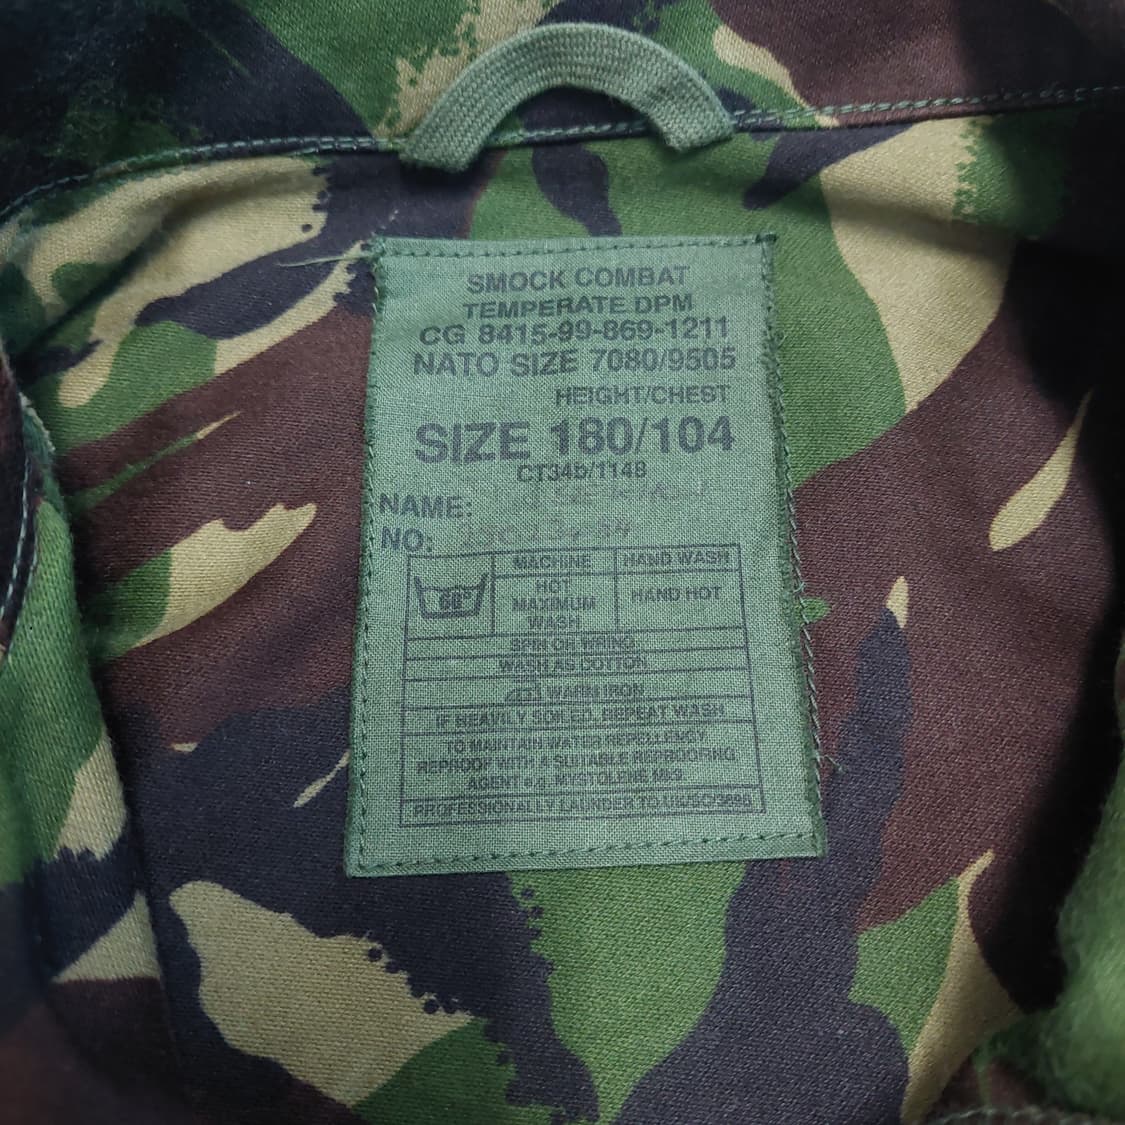 SMOCK COMBAT
TEMPERATE DPM
CG 8415-99-869-1211
NATO SIZE 7080/9505
HEIGHT/CHEST
SIZE 180/104
CT34b/1148
NAME:
NO:
60°
MACHINE
HOT
MAXIMUM
WASH
HAND WASH
HAND HOT
SPIN OR WRING
WASH AS COTTON
WARM IRON
IF HEAVILY SOILED, REPEAT WASH
TO MAINTAIN WATER REPELLENCY
REPROOF WITH A SUITABLE REPROOFING
AGENT e.g. MYSTOLENE Mk9
PROFESSIONALLY LAUNDER TO